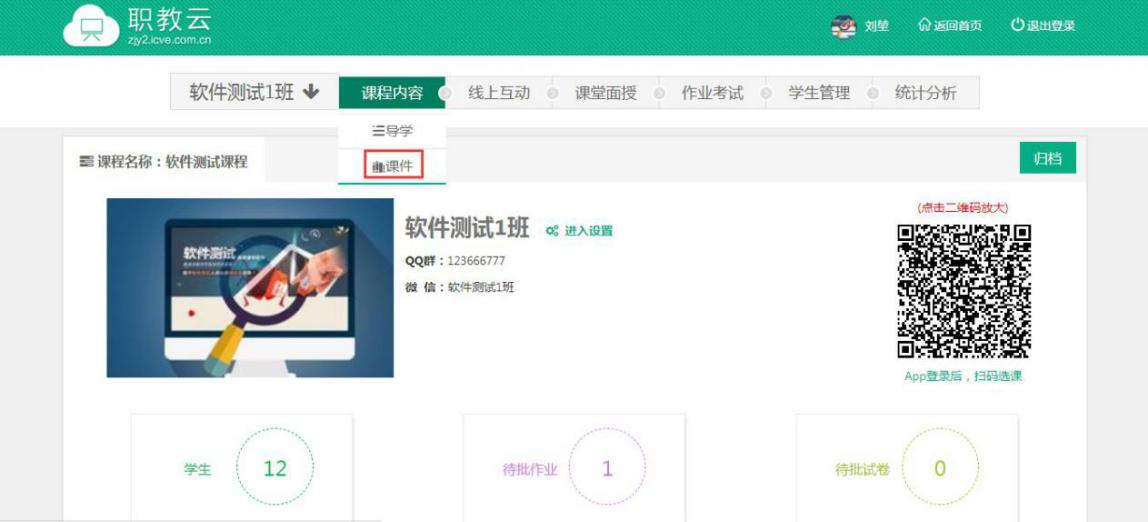 职教云
zjy2.icve.com.cn
刘堃 返回首页 退出登录
软件测试1班 课程内容 线上互动 课堂面授 作业考试 学生管理 统计分析
导学
课件
课程名称：软件测试课程
归档
软件测试
软件测试1班 进入设置
QQ群：123666777
微 信：软件测试1班
(点击二维码放大)
App登录后，扫码选课
学生 12
待批作业 1
待批试卷 0